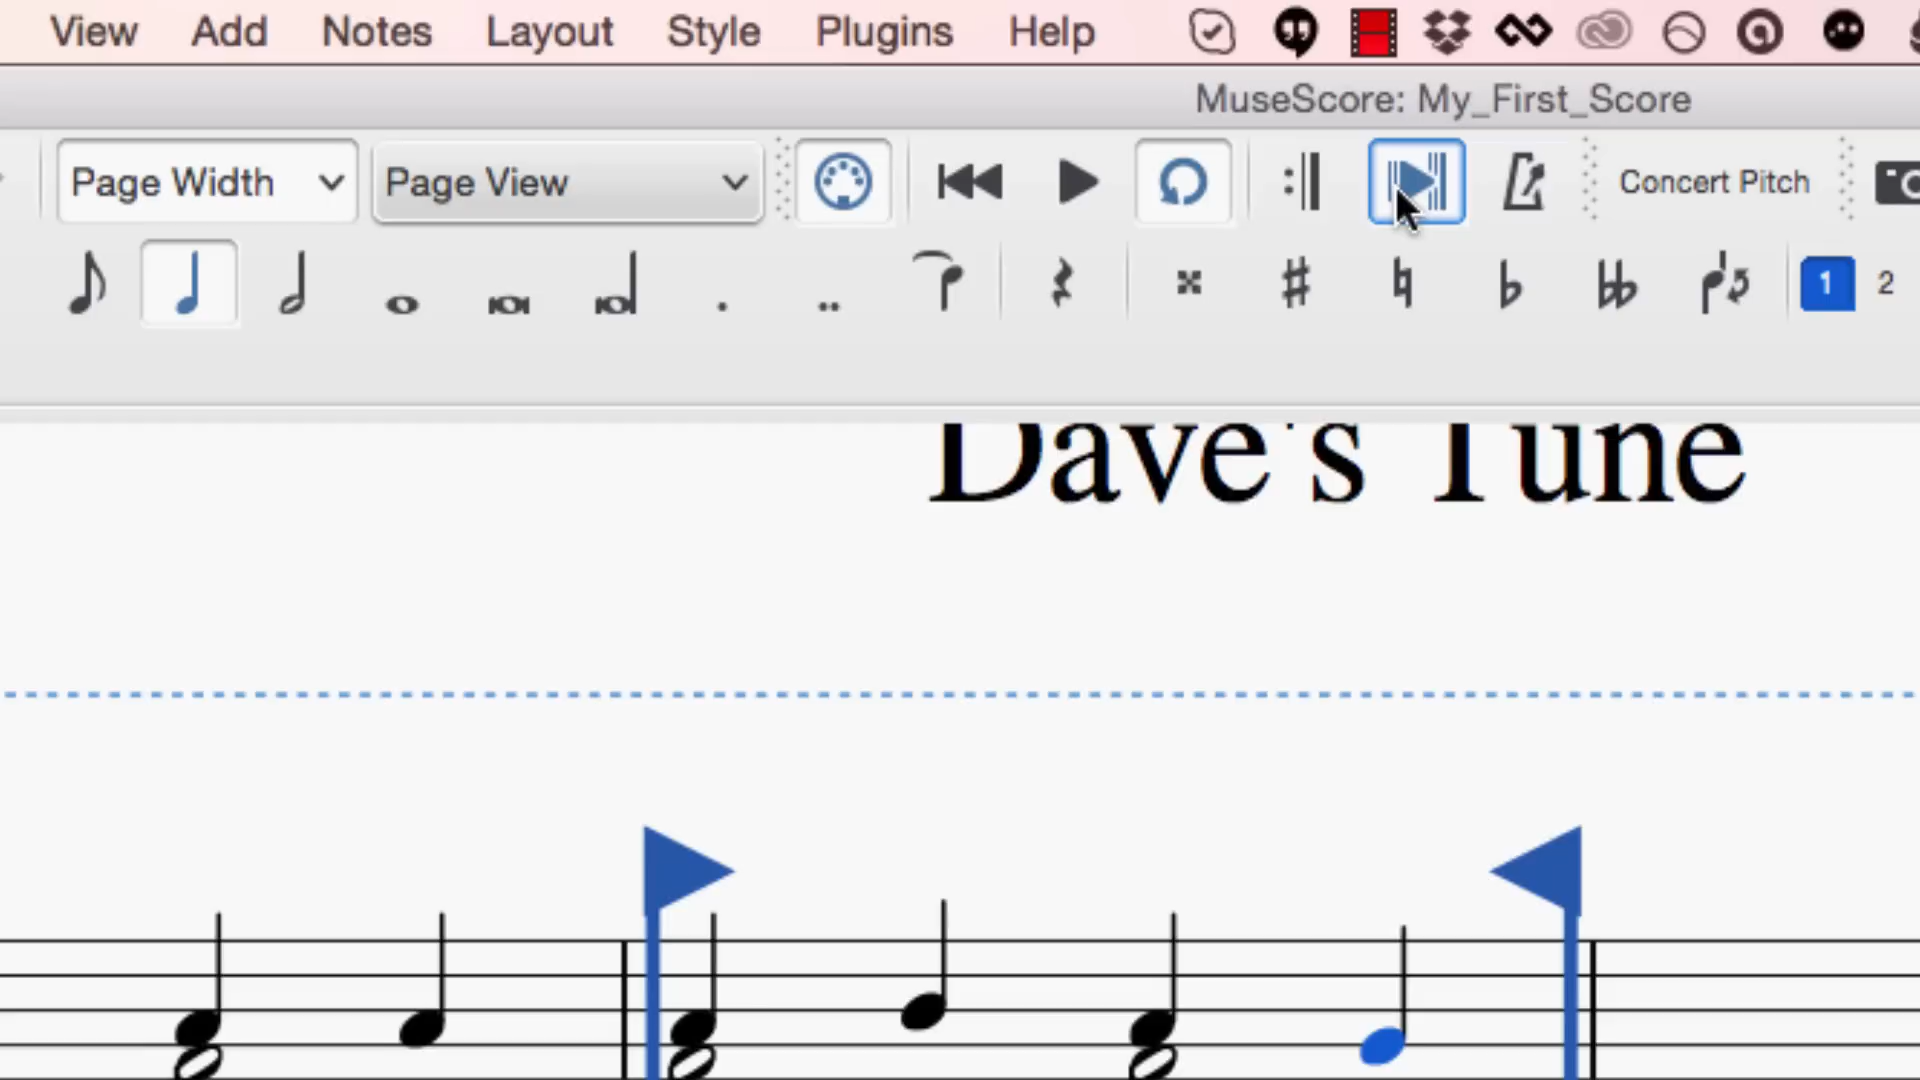 View Add Notes Layout Style Plugins Help
MuseScore: My_First_Score
Page Width Page View Concert Pitch
1 2
Dave's Tune